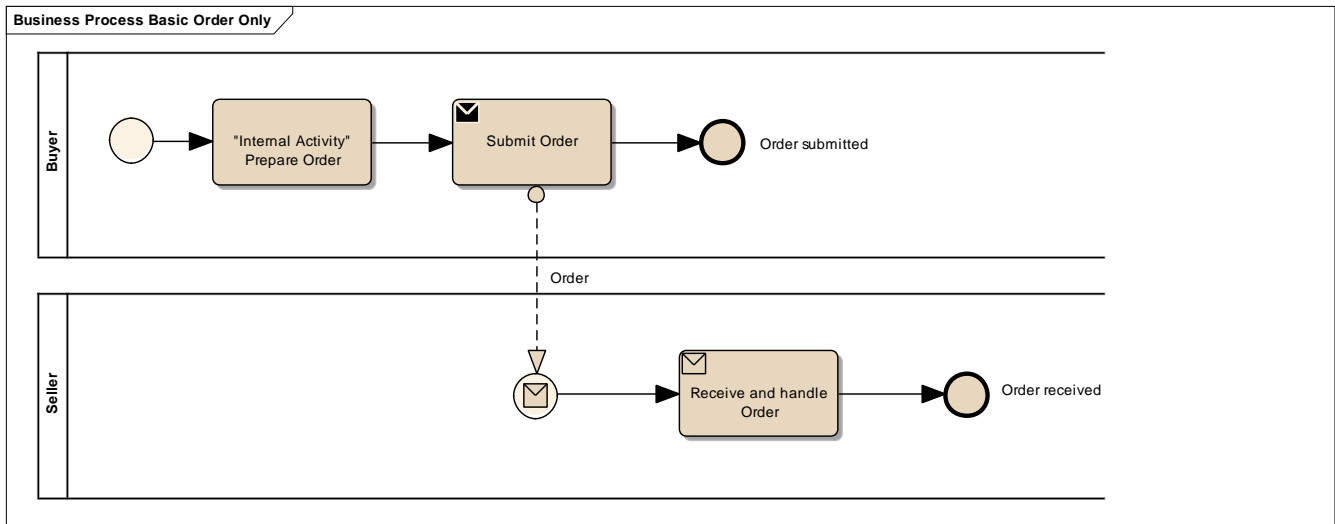 Business Process Basic Order Only
Buyer
"Internal Activity"
Prepare Order
Submit Order
Order submitted
Order
Seller
Receive and handle
Order
Order received